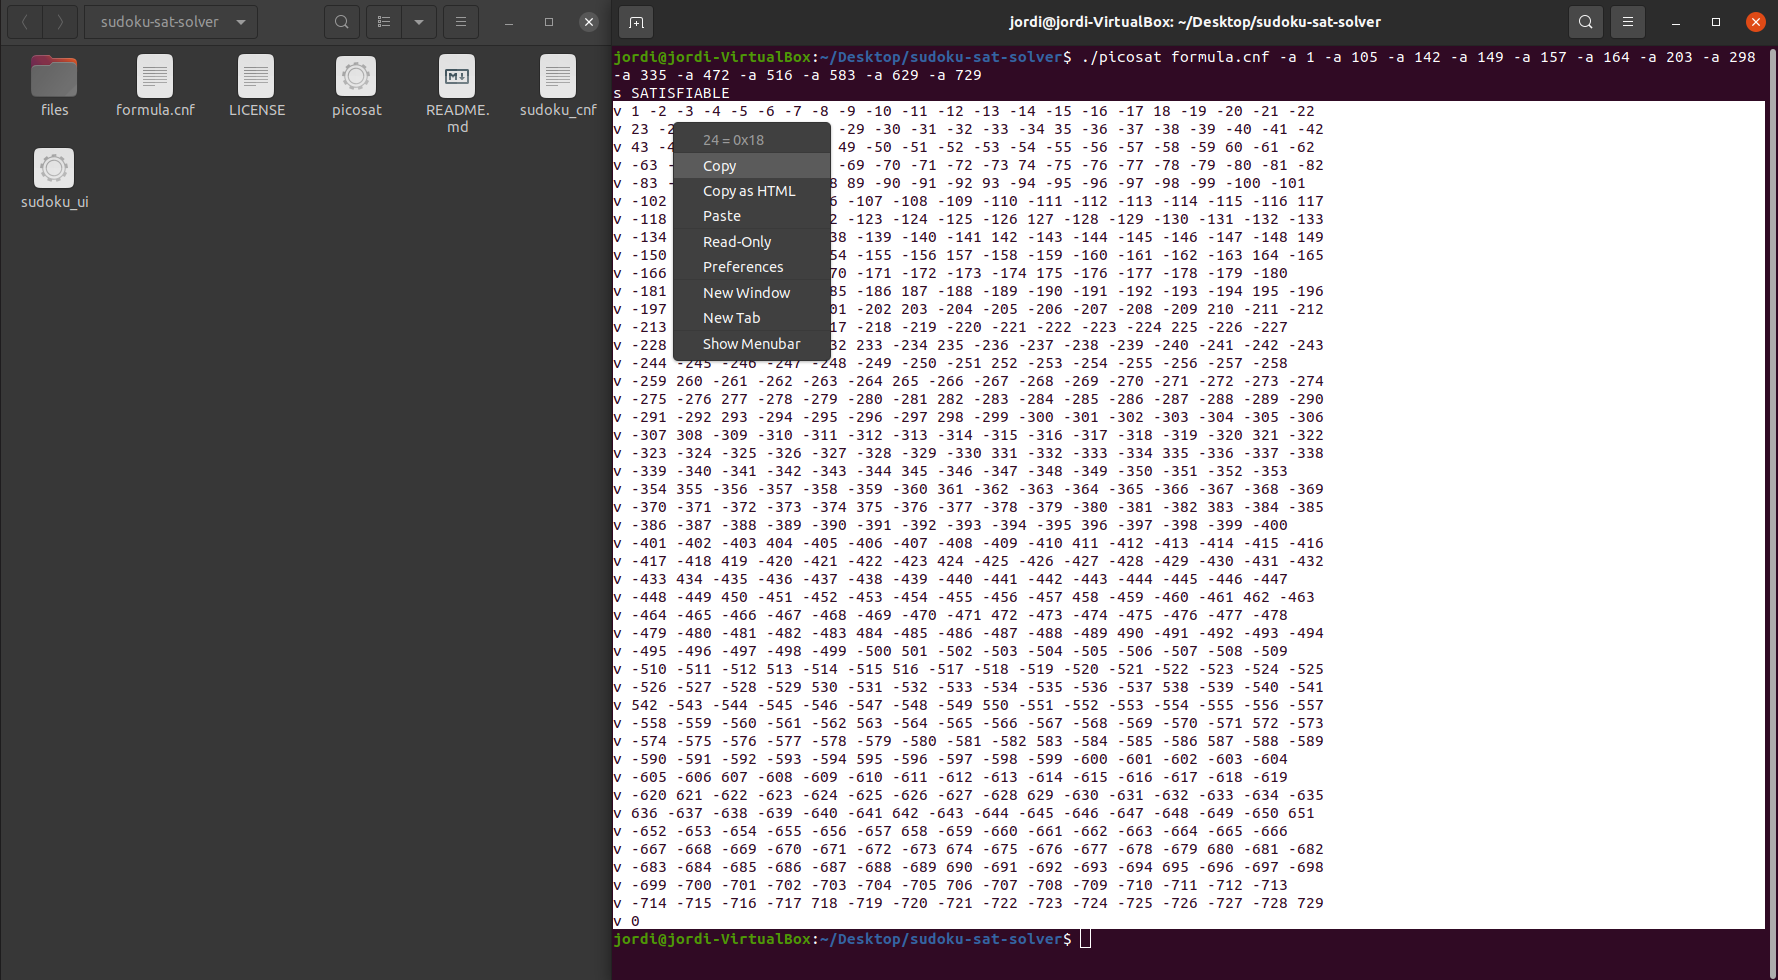 sudoku-sat-solver
files
formula.cnf
LICENSE
picosat
README.
md
sudoku_cnf
sudoku_ui
jordi@jordi-VirtualBox: ~/Desktop/sudoku-sat-solver
jordi@jordi-VirtualBox:~/Desktop/sudoku-sat-solver$ ./picosat formula.cnf -a 1 -a 105 -a 142 -a 149 -a 157 -a 164 -a 203 -a 298
-a 335 -a 472 -a 516 -a 583 -a 629 -a 729
s SATISFIABLE
v 1 -2 -3 -4 -5 -6 -7 -8 -9 -10 -11 -12 -13 -14 -15 -16 -17 18 -19 -20 -21 -22
v 23 -2 -29 -30 -31 -32 -33 -34 35 -36 -37 -38 -39 -40 -41 -42
v 43 -4 49 -50 -51 -52 -53 -54 -55 -56 -57 -58 -59 60 -61 -62
v -63 - -69 -70 -71 -72 -73 74 -75 -76 -77 -78 -79 -80 -81 -82
v -83 - 8 89 -90 -91 -92 93 -94 -95 -96 -97 -98 -99 -100 -101
v -102 6 -107 -108 -109 -110 -111 -112 -113 -114 -115 -116 117
v -118 2 -123 -124 -125 -126 127 -128 -129 -130 -131 -132 -133
v -134 38 -139 -140 -141 142 -143 -144 -145 -146 -147 -148 149
v -150 54 -155 -156 157 -158 -159 -160 -161 -162 -163 164 -165
v -166 70 -171 -172 -173 -174 175 -176 -177 -178 -179 -180
v -181 85 -186 187 -188 -189 -190 -191 -192 -193 -194 195 -196
v -197 01 -202 203 -204 -205 -206 -207 -208 -209 210 -211 -212
v -213 17 -218 -219 -220 -221 -222 -223 -224 225 -226 -227
v -228 32 233 -234 235 -236 -237 -238 -239 -240 -241 -242 -243
v -244 -245 -246 -247 -248 -249 -250 -251 252 -253 -254 -255 -256 -257 -258
v -259 260 -261 -262 -263 -264 265 -266 -267 -268 -269 -270 -271 -272 -273 -274
v -275 -276 277 -278 -279 -280 -281 282 -283 -284 -285 -286 -287 -288 -289 -290
v -291 -292 293 -294 -295 -296 -297 298 -299 -300 -301 -302 -303 -304 -305 -306
v -307 308 -309 -310 -311 -312 -313 -314 -315 -316 -317 -318 -319 -320 321 -322
v -323 -324 -325 -326 -327 -328 -329 -330 331 -332 -333 -334 335 -336 -337 -338
v -339 -340 -341 -342 -343 -344 345 -346 -347 -348 -349 -350 -351 -352 -353
v -354 355 -356 -357 -358 -359 -360 361 -362 -363 -364 -365 -366 -367 -368 -369
v -370 -371 -372 -373 -374 375 -376 -377 -378 -379 -380 -381 -382 383 -384 -385
v -386 -387 -388 -389 -390 -391 -392 -393 -394 -395 396 -397 -398 -399 -400
v -401 -402 -403 404 -405 -406 -407 -408 -409 -410 411 -412 -413 -414 -415 -416
v -417 -418 419 -420 -421 -422 -423 424 -425 -426 -427 -428 -429 -430 -431 -432
v -433 434 -435 -436 -437 -438 -439 -440 -441 -442 -443 -444 -445 -446 -447
v -448 -449 450 -451 -452 -453 -454 -455 -456 -457 458 -459 -460 -461 462 -463
v -464 -465 -466 -467 -468 -469 -470 -471 472 -473 -474 -475 -476 -477 -478
v -479 -480 -481 -482 -483 484 -485 -486 -487 -488 -489 490 -491 -492 -493 -494
v -495 -496 -497 -498 -499 -500 501 -502 -503 -504 -505 -506 -507 -508 -509
v -510 -511 -512 513 -514 -515 516 -517 -518 -519 -520 -521 -522 -523 -524 -525
v -526 -527 -528 -529 530 -531 -532 -533 -534 -535 -536 -537 538 -539 -540 -541
v 542 -543 -544 -545 -546 -547 -548 -549 550 -551 -552 -553 -554 -555 -556 -557
v -558 -559 -560 -561 -562 563 -564 -565 -566 -567 -568 -569 -570 -571 572 -573
v -574 -575 -576 -577 -578 -579 -580 -581 -582 583 -584 -585 -586 587 -588 -589
v -590 -591 -592 -593 -594 595 -596 -597 -598 -599 -600 -601 -602 -603 -604
v -605 -606 607 -608 -609 -610 -611 -612 -613 -614 -615 -616 -617 -618 -619
v -620 621 -622 -623 -624 -625 -626 -627 -628 629 -630 -631 -632 -633 -634 -635
v 636 -637 -638 -639 -640 -641 642 -643 -644 -645 -646 -647 -648 -649 -650 651
v -652 -653 -654 -655 -656 -657 658 -659 -660 -661 -662 -663 -664 -665 -666
v -667 -668 -669 -670 -671 -672 -673 674 -675 -676 -677 -678 -679 680 -681 -682
v -683 -684 -685 -686 -687 -688 -689 690 -691 -692 -693 -694 695 -696 -697 -698
v -699 -700 -701 -702 -703 -704 -705 706 -707 -708 -709 -710 -711 -712 -713
v -714 -715 -716 -717 718 -719 -720 -721 -722 -723 -724 -725 -726 -727 -728 729
v 0
jordi@jordi-VirtualBox:~/Desktop/sudoku-sat-solver$
24 = 0x18
Copy
Copy as HTML
Paste
Read-Only
Preferences
New Window
New Tab
Show Menubar